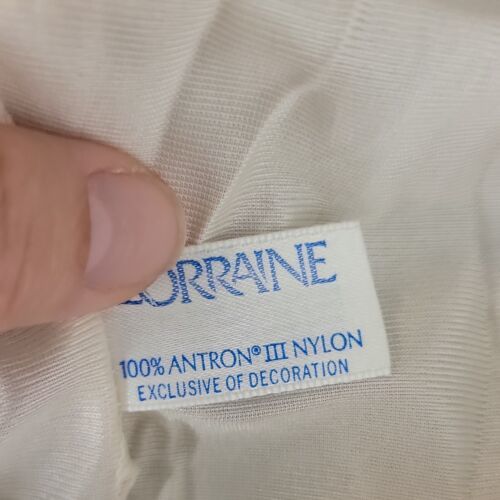 LORRAINE
100% ANTRON® III NYLON
EXCLUSIVE OF DECORATION